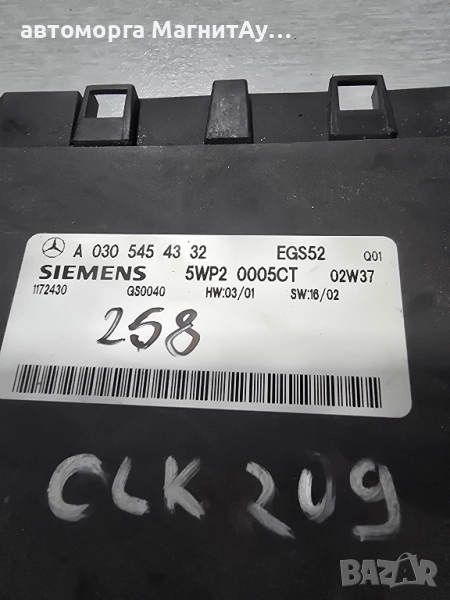 автоморга МагнитАу...
A 030 545 43 32 EGS52 Q01
SIEMENS 5WP2 0005CT 02W37
1172430 GS0040 HW:03/01 SW:16/02
258
CLK 209
BAZAR